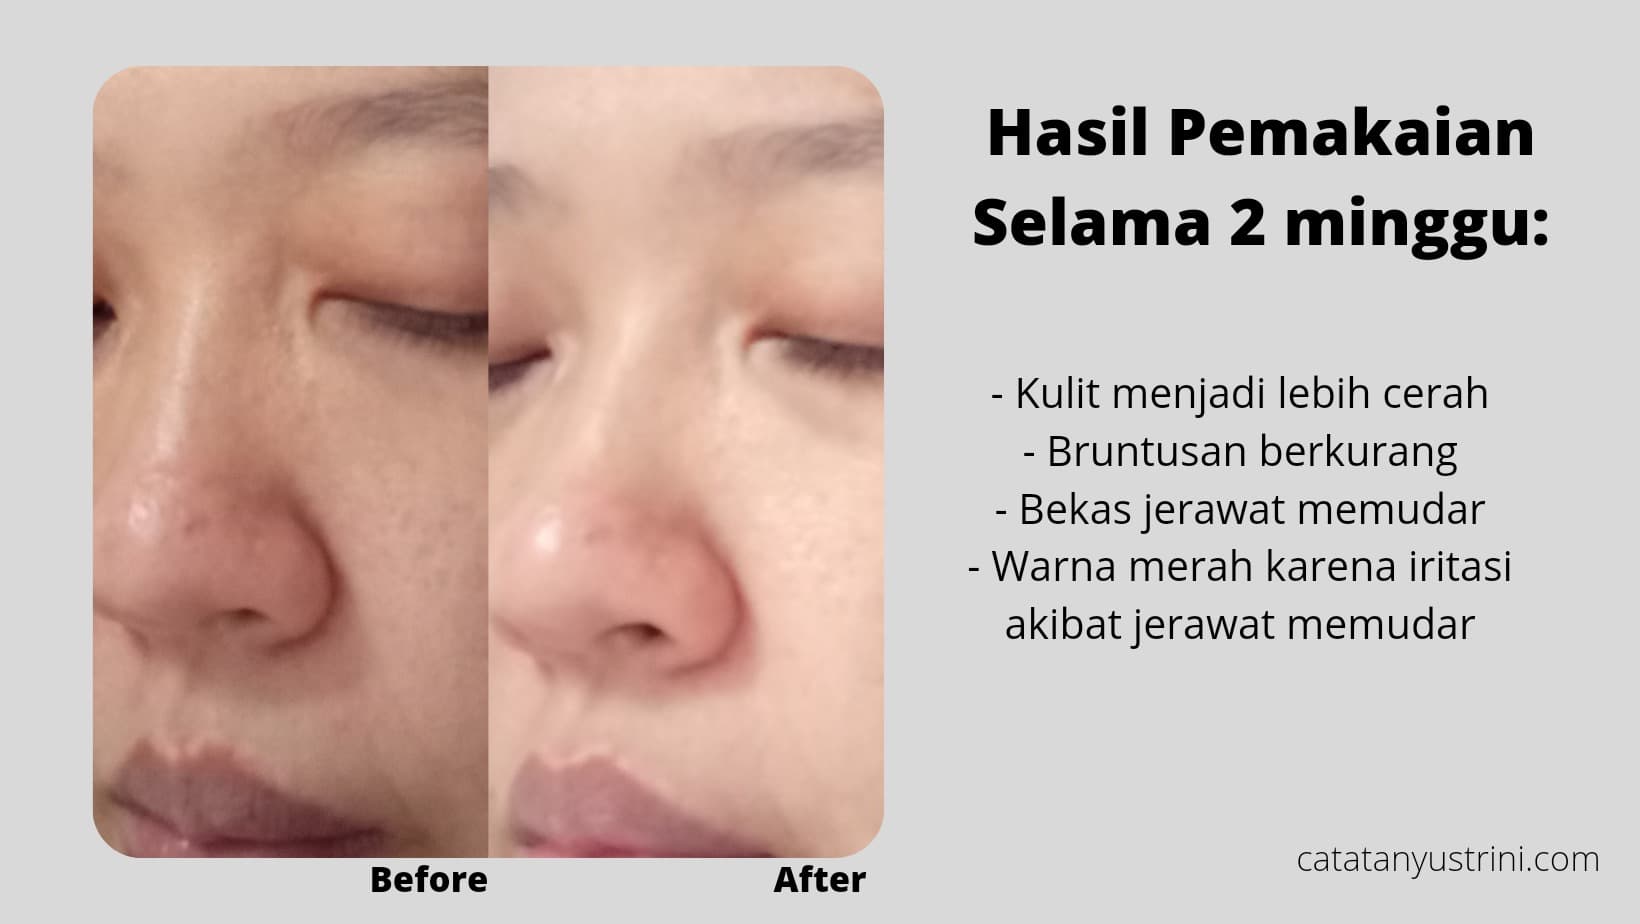 Hasil Pemakaian
Selama 2 minggu:
- Kulit menjadi lebih cerah
- Bruntusan berkurang
- Bekas jerawat memudar
- Warna merah karena iritasi
akibat jerawat memudar
Before
After
catatanyustrini.com